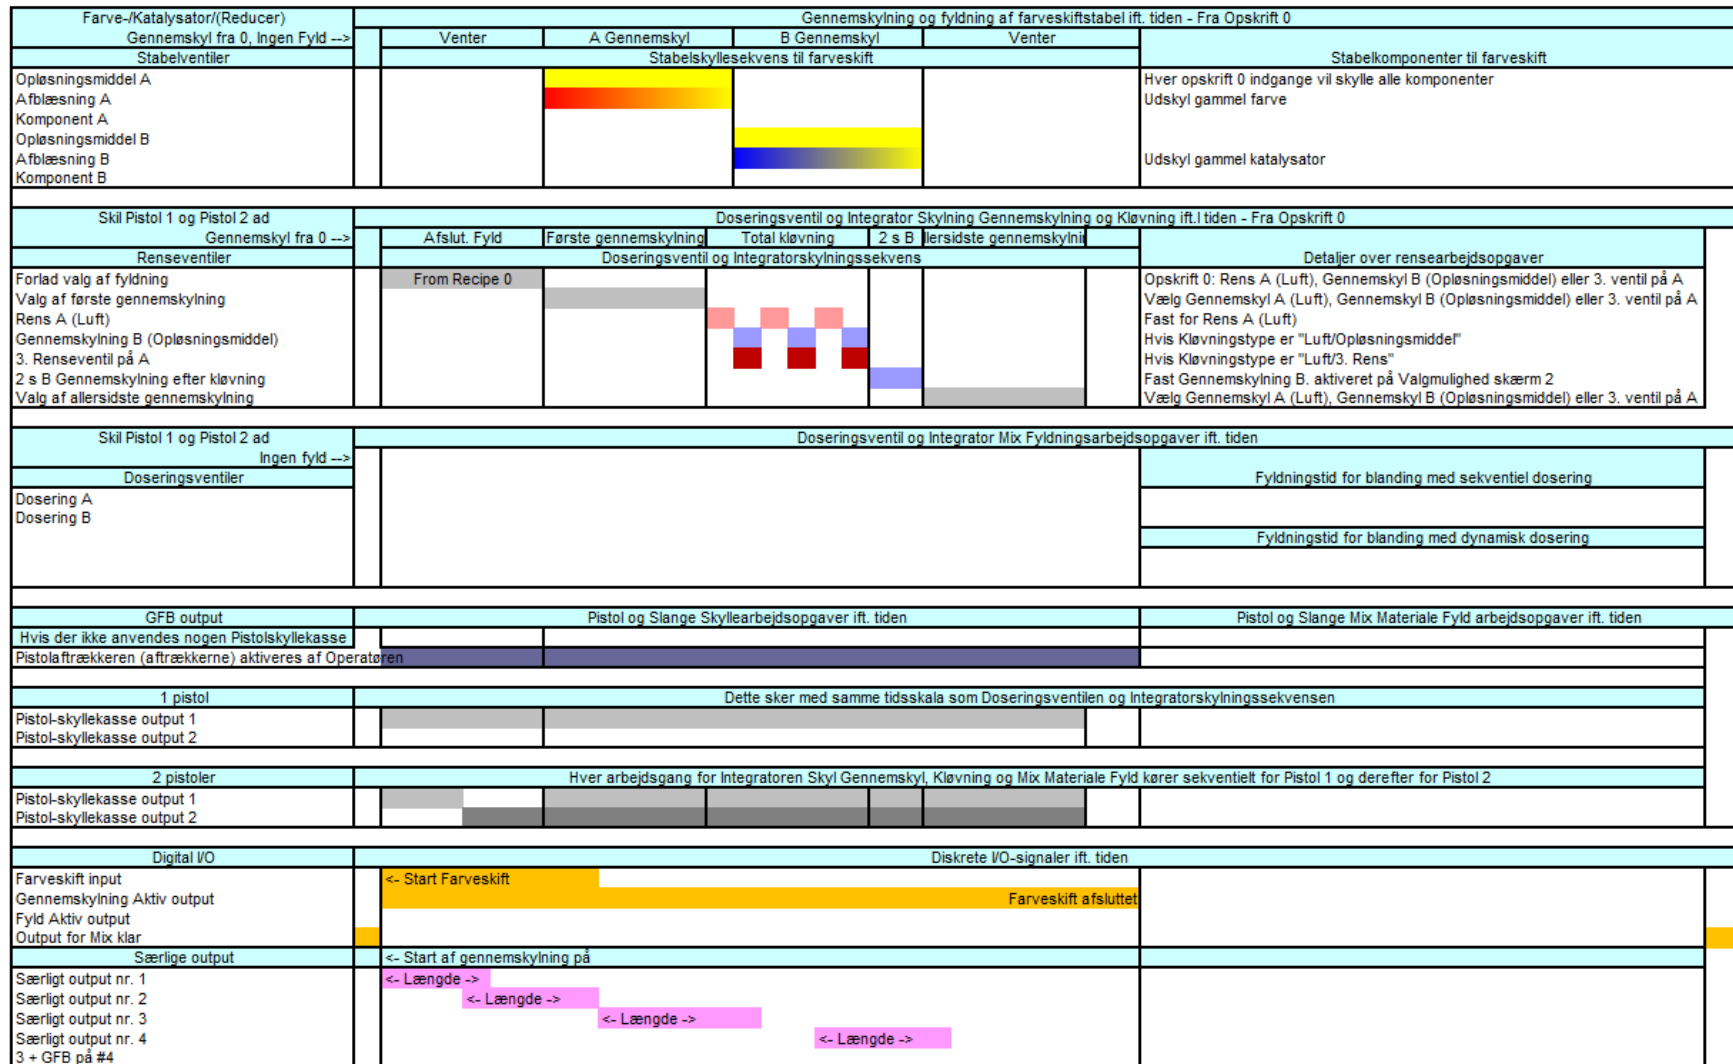 Farve-/Katalysator/(Reducer) Gennemskylning og fyldning af farveskiftstabel ift. tiden - Fra Opskrift 0
Gennemskyl fra 0, Ingen Fyld --> Venter A Gennemskyl B Gennemskyl Venter
Stabelventiler Stabelskyllesekvens til farveskift Stabelkomponenter til farveskift
Opløsningsmiddel A Hver opskrift 0 indgange vil skylle alle komponenter
Afblæsning A Udskyl gammel farve
Komponent A
Opløsningsmiddel B
Afblæsning B Udskyl gammel katalysator
Komponent B
Skil Pistol 1 og Pistol 2 ad Doseringsventil og Integrator Skylning Gennemskylning og Kløvning ift.l tiden - Fra Opskrift 0
Gennemskyl fra 0 --> Afslut. Fyld Første gennemskylning Total kløvning 2 s B llersidste gennemskylni
Renseventiler Doseringsventil og Integratorskylningssekvens Detaljer over rensearbejdsopgaver
Forlad valg af fyldning From Recipe 0 Opskrift 0: Rens A (Luft), Gennemskyl B (Opløsningsmiddel) eller 3. ventil på A
Valg af første gennemskylning Vælg Gennemskyl A (Luft), Gennemskyl B (Opløsningsmiddel) eller 3. ventil på A
Rens A (Luft) Fast for Rens A (Luft)
Gennemskylning B (Opløsningsmiddel) Hvis Kløvningstype er "Luft/Opløsningsmiddel"
3. Renseventil på A Hvis Kløvningstype er "Luft/3. Rens"
2 s B Gennemskylning efter kløvning Fast Gennemskylning B. aktiveret på Valgmulighed skærm 2
Valg af allersidste gennemskylning Vælg Gennemskyl A (Luft), Gennemskyl B (Opløsningsmiddel) eller 3. ventil på A
Skil Pistol 1 og Pistol 2 ad Doseringsventil og Integrator Mix Fyldningsarbejdsopgaver ift. tiden
Ingen fyld -->
Doseringsventiler Fyldningstid for blanding med sekventiel dosering
Dosering A
Dosering B
Fyldningstid for blanding med dynamisk dosering
GFB output Pistol og Slange Skyllearbejdsopgaver ift. tiden Pistol og Slange Mix Materiale Fyld arbejdsopgaver ift. tiden
Hvis der ikke anvendes nogen Pistolskyllekasse
Pistolaftrækkeren (aftrækkerne) aktiveres af Operatøren
1 pistol Dette sker med samme tidsskala som Doseringsventilen og Integratorskylningssekvensen
Pistol-skyllekasse output 1
Pistol-skyllekasse output 2
2 pistoler Hver arbejdsgang for Integratoren Skyl Gennemskyl, Kløvning og Mix Materiale Fyld kører sekventielt for Pistol 1 og derefter for Pistol 2
Pistol-skyllekasse output 1
Pistol-skyllekasse output 2
Digital I/O Diskrete I/O-signaler ift. tiden
Farveskift input <- Start Farveskift
Gennemskylning Aktiv output Farveskift afsluttet
Fyld Aktiv output
Output for Mix klar
Særlige output <- Start af gennemskylning på
Særligt output nr. 1 <- Længde ->
Særligt output nr. 2 <- Længde ->
Særligt output nr. 3 <- Længde ->
Særligt output nr. 4 <- Længde ->
3 + GFB på #4